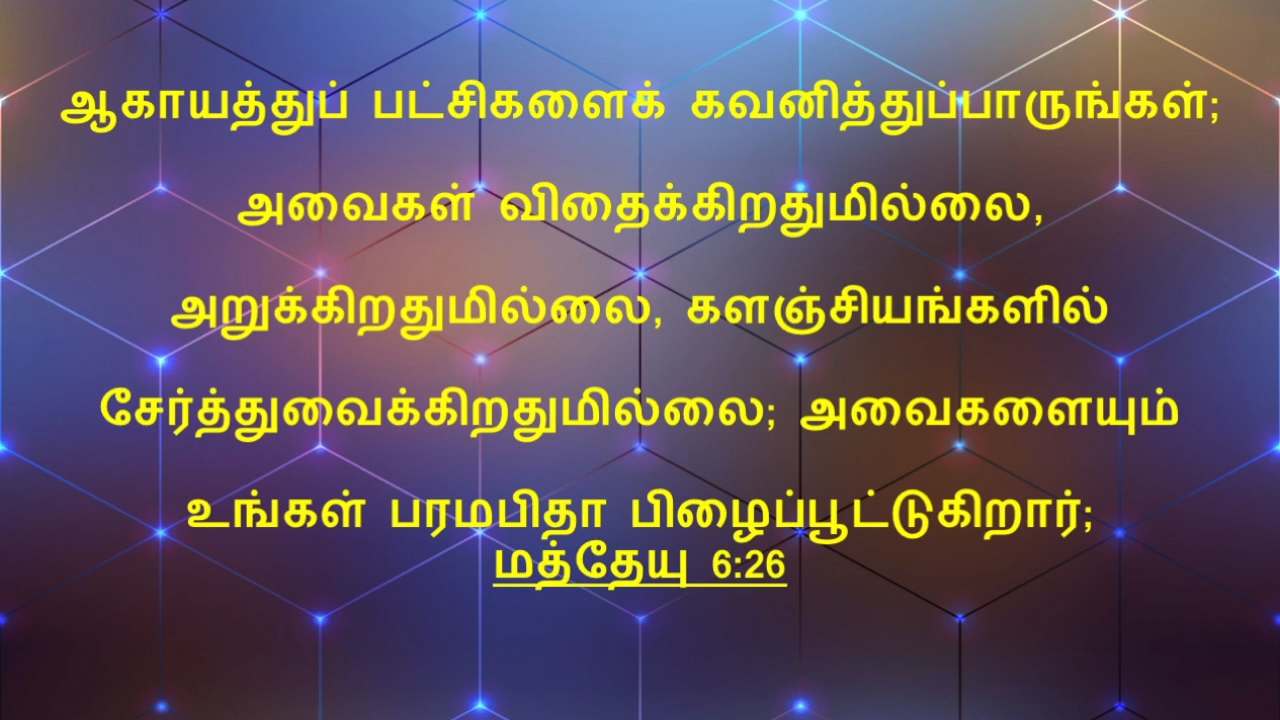 ஆகாயத்துப் பட்சிகளைக் கவனித்துப்பாருங்கள்;
அவைகள் விதைக்கிறதுமில்லை,
அறுக்கிறதுமில்லை, களஞ்சியங்களில்
சேர்த்துவைக்கிறதுமில்லை; அவைகளையும்
உங்கள் பரமபிதா பிழைப்பூட்டுகிறார்;
மத்தேயு 6:26